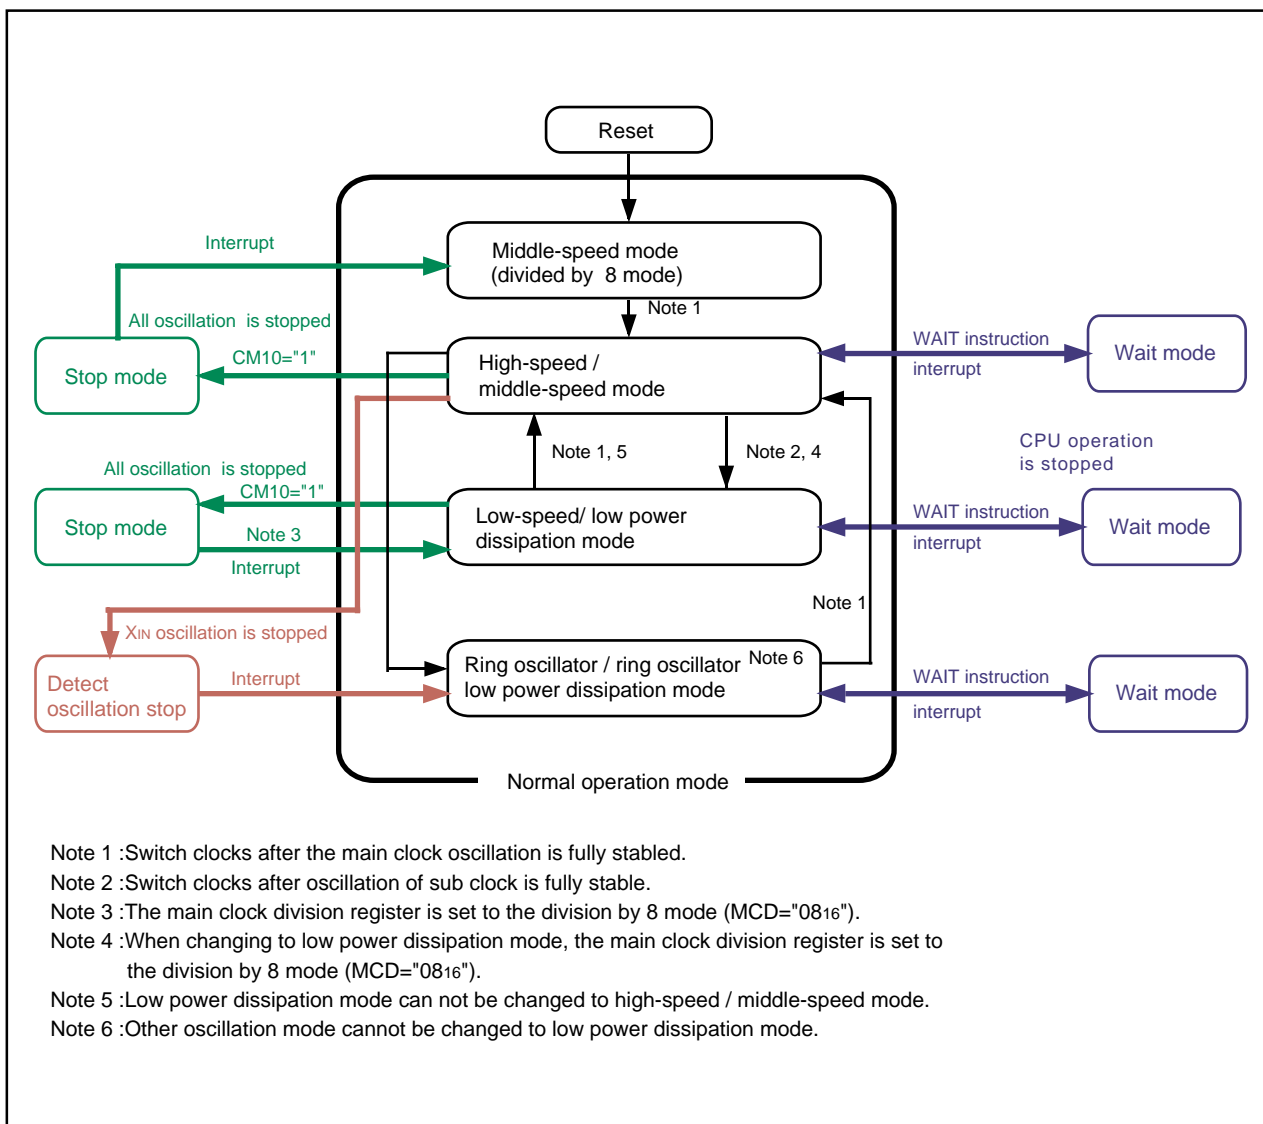 Reset
Interrupt
Middle-speed mode
(divided by 8 mode)
Note 1
All oscillation is stopped
CM10="1"
Stop mode
High-speed /
middle-speed mode
WAIT instruction
interrupt
Wait mode
Note 1, 5
Note 2, 4
CPU operation
is stopped
All oscillation is stopped
CM10="1"
Stop mode
Note 3
Interrupt
Low-speed/ low power
dissipation mode
WAIT instruction
interrupt
Wait mode
Note 1
XIN oscillation is stopped
Detect
oscillation stop
Interrupt
Ring oscillator / ring oscillator Note 6
low power dissipation mode
WAIT instruction
interrupt
Wait mode
Normal operation mode
Note 1 :Switch clocks after the main clock oscillation is fully stabled.
Note 2 :Switch clocks after oscillation of sub clock is fully stable.
Note 3 :The main clock division register is set to the division by 8 mode (MCD="0816").
Note 4 :When changing to low power dissipation mode, the main clock division register is set to
the division by 8 mode (MCD="0816").
Note 5 :Low power dissipation mode can not be changed to high-speed / middle-speed mode.
Note 6 :Other oscillation mode cannot be changed to low power dissipation mode.